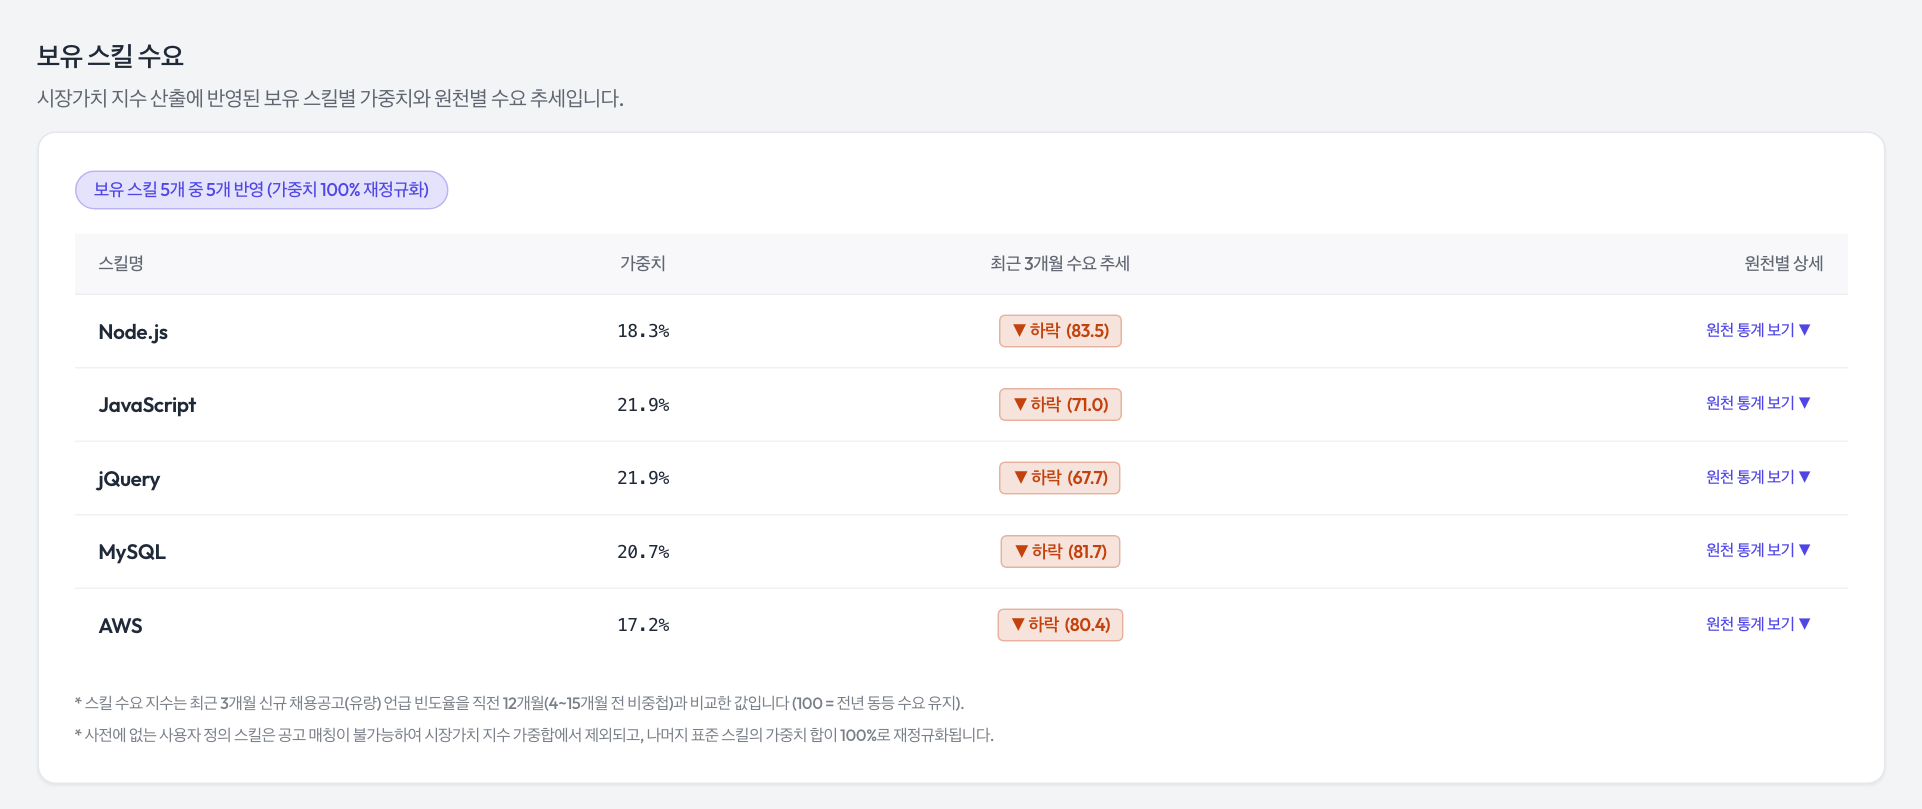 보유 스킬 수요
시장가치 지수 산출에 반영된 보유 스킬별 가중치와 원천별 수요 추세입니다.
보유 스킬 5개 중 5개 반영 (가중치 100% 재정규화)
스킬명 가중치 최근 3개월 수요 추세 원천별 상세
Node.js 18.3% ▼ 하락 (83.5) 원천 통계 보기 ▼
JavaScript 21.9% ▼ 하락 (71.0) 원천 통계 보기 ▼
jQuery 21.9% ▼ 하락 (67.7) 원천 통계 보기 ▼
MySQL 20.7% ▼ 하락 (81.7) 원천 통계 보기 ▼
AWS 17.2% ▼ 하락 (80.4) 원천 통계 보기 ▼
* 스킬 수요 지수는 최근 3개월 신규 채용공고(유량) 언급 빈도율을 직전 12개월(4~15개월 전 비중첩)과 비교한 값입니다 (100 = 전년 동등 수요 유지).
* 사전에 없는 사용자 정의 스킬은 공고 매칭이 불가능하여 시장가치 지수 가중합에서 제외되고, 나머지 표준 스킬의 가중치 합이 100%로 재정규화됩니다.